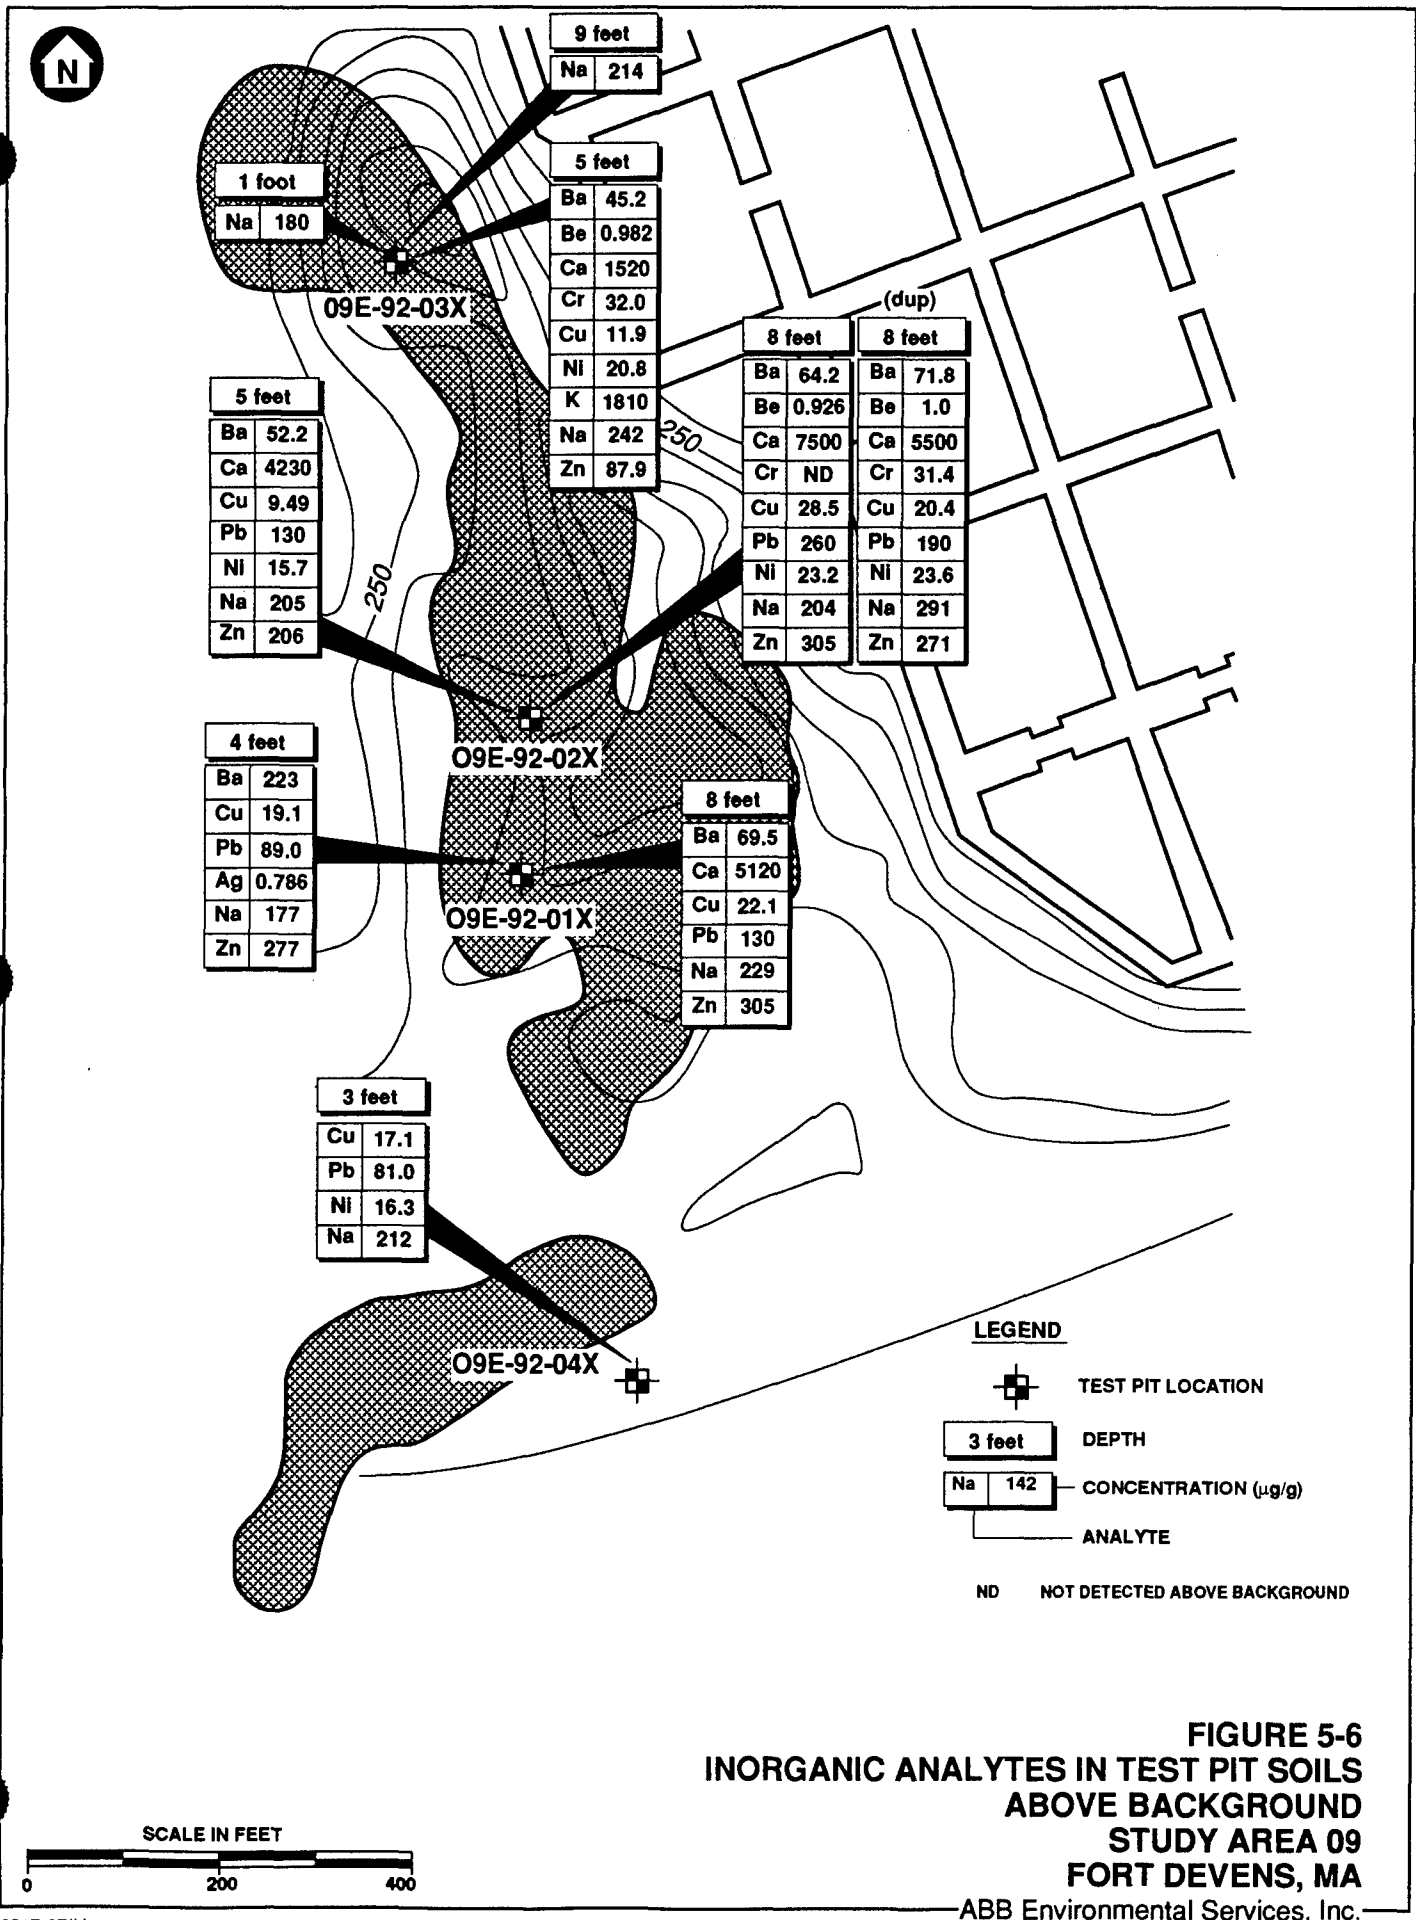 N
9 feet
Na 214
1 foot
Na 180
5 feet
Ba 45.2
Be 0.982
Ca 1520
Cr 32.0
Cu 11.9
Ni 20.8
K 1810
Na 242
Zn 87.9
09E-92-03X
(dup)
8 feet 8 feet
Ba 64.2 Ba 71.8
Be 0.926 Be 1.0
Ca 7500 Ca 5500
Cr ND Cr 31.4
Cu 28.5 Cu 20.4
Pb 260 Pb 190
Ni 23.2 Ni 23.6
Na 204 Na 291
Zn 305 Zn 271
250
5 feet
Ba 52.2
Ca 4230
Cu 9.49
Pb 130
Ni 15.7
Na 205
Zn 206
250
O9E-92-02X
4 feet
Ba 223
Cu 19.1
Pb 89.0
Ag 0.786
Na 177
Zn 277
8 feet
Ba 69.5
Ca 5120
Cu 22.1
Pb 130
Na 229
Zn 305
O9E-92-01X
3 feet
Cu 17.1
Pb 81.0
Ni 16.3
Na 212
O9E-92-04X
LEGEND
TEST PIT LOCATION
3 feet DEPTH
Na 142 CONCENTRATION (µg/g)
ANALYTE
ND NOT DETECTED ABOVE BACKGROUND
FIGURE 5-6
INORGANIC ANALYTES IN TEST PIT SOILS
ABOVE BACKGROUND
STUDY AREA 09
FORT DEVENS, MA
ABB Environmental Services, Inc.
SCALE IN FEET
0 200 400